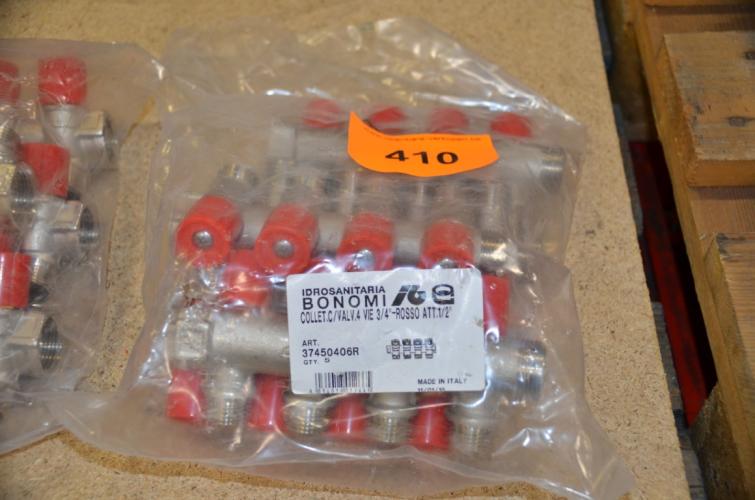 410
IDROSANITARIA
BONOMI
COLLET.C/VALV.4 VIE 3/4"-ROSSO ATT.1/2"
ART.
37450406R
QTY. 5
MADE IN ITALY